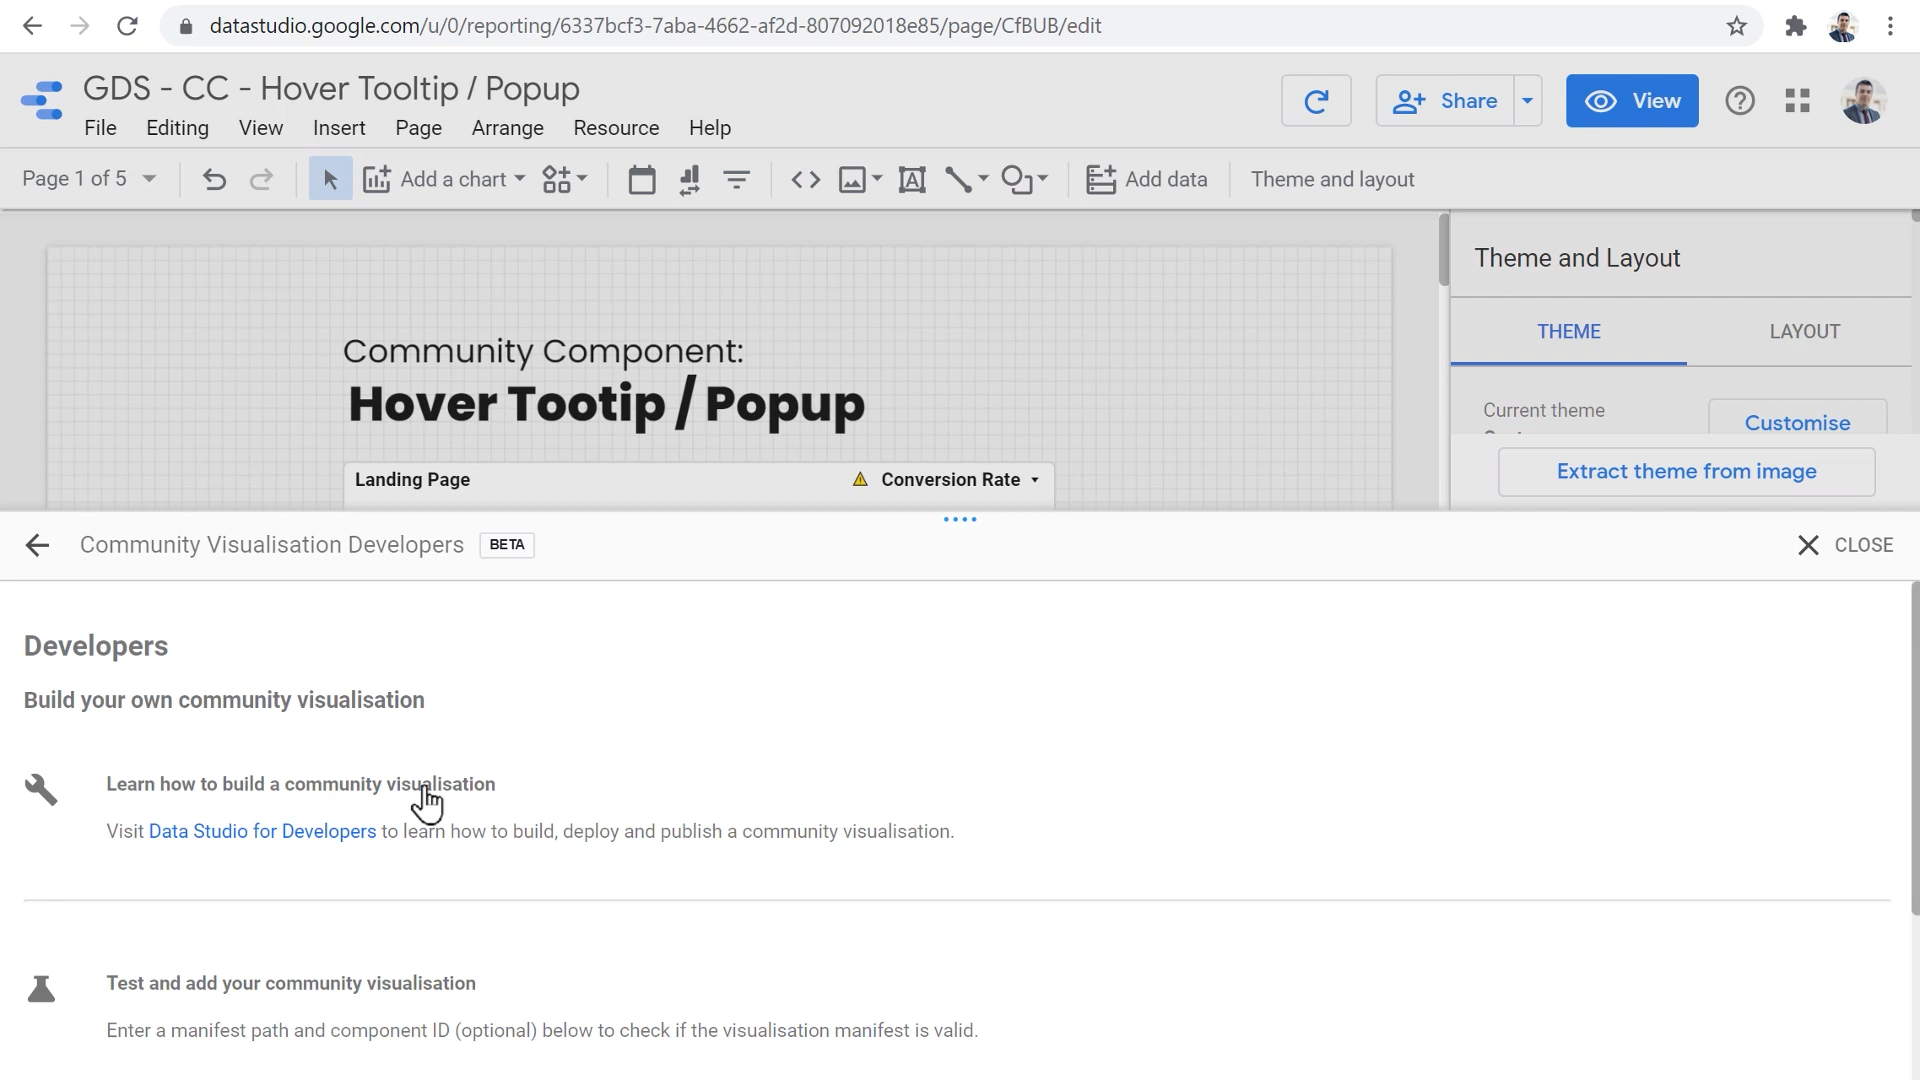 datastudio.google.com/u/0/reporting/6337bcf3-7aba-4662-af2d-807092018e85/page/CfBUB/edit
GDS - CC - Hover Tooltip / Popup
Share
View
File Editing View Insert Page Arrange Resource Help
Page 1 of 5
Add a chart
Add data
Theme and layout
Theme and Layout
THEME
LAYOUT
Community Component:
Hover Tootip / Popup
Current theme
Customise
Extract theme from image
Landing Page
Conversion Rate
Community Visualisation Developers
BETA
CLOSE
Developers
Build your own community visualisation
Learn how to build a community visualisation
Visit Data Studio for Developers to learn how to build, deploy and publish a community visualisation.
Test and add your community visualisation
Enter a manifest path and component ID (optional) below to check if the visualisation manifest is valid.